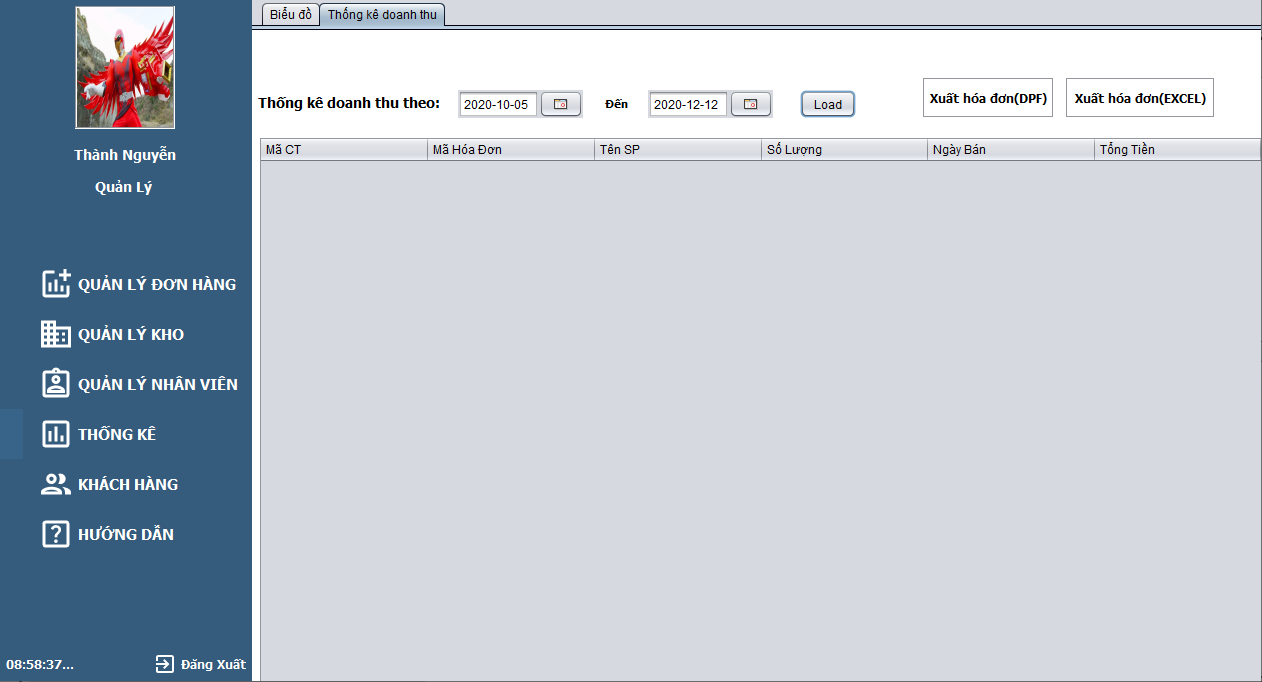 Biểu đồ Thống kê doanh thu
Thành Nguyễn
Quản Lý
Thống kê doanh thu theo: 2020-10-05 Đến 2020-12-12 Load Xuất hóa đơn(DPF) Xuất hóa đơn(EXCEL)
Mã CT Mã Hóa Đơn Tên SP Số Lượng Ngày Bán Tổng Tiền
QUẢN LÝ ĐƠN HÀNG
QUẢN LÝ KHO
QUẢN LÝ NHÂN VIÊN
THỐNG KÊ
KHÁCH HÀNG
HƯỚNG DẪN
08:58:37... Đăng Xuất